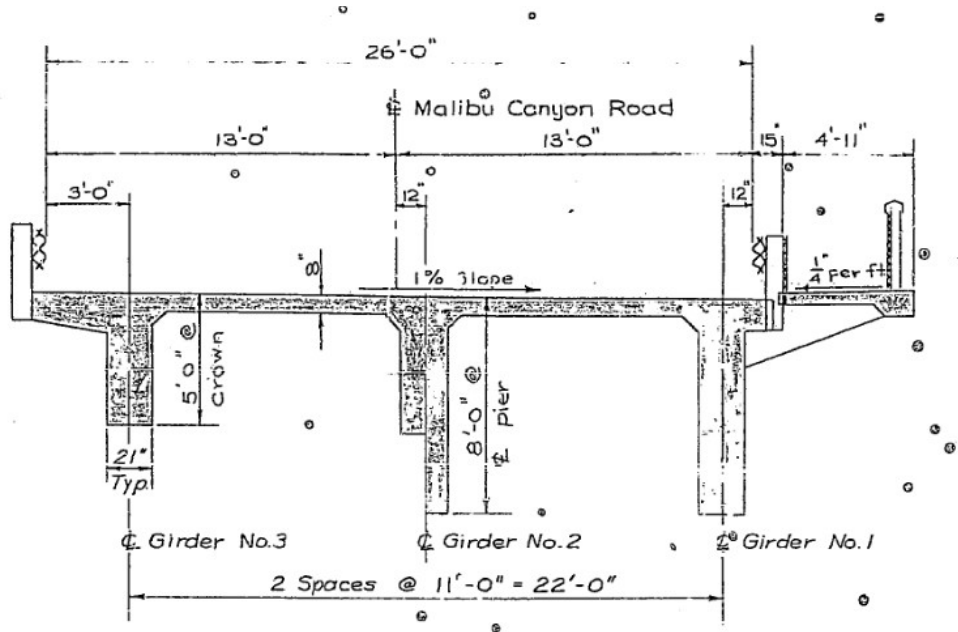 26'-0"
℄ Malibu Canyon Road
13'-0" 13'-0" 15" 4'-11"
3'-0" 12" 12"
8"
1% Slope
1/4" per ft
5'0" @ Crown
8'-0" @ ℄ pier
21"
Typ.
℄ Girder No.3 ℄ Girder No.2 ℄ Girder No.1
2 Spaces @ 11'-0" = 22'-0"